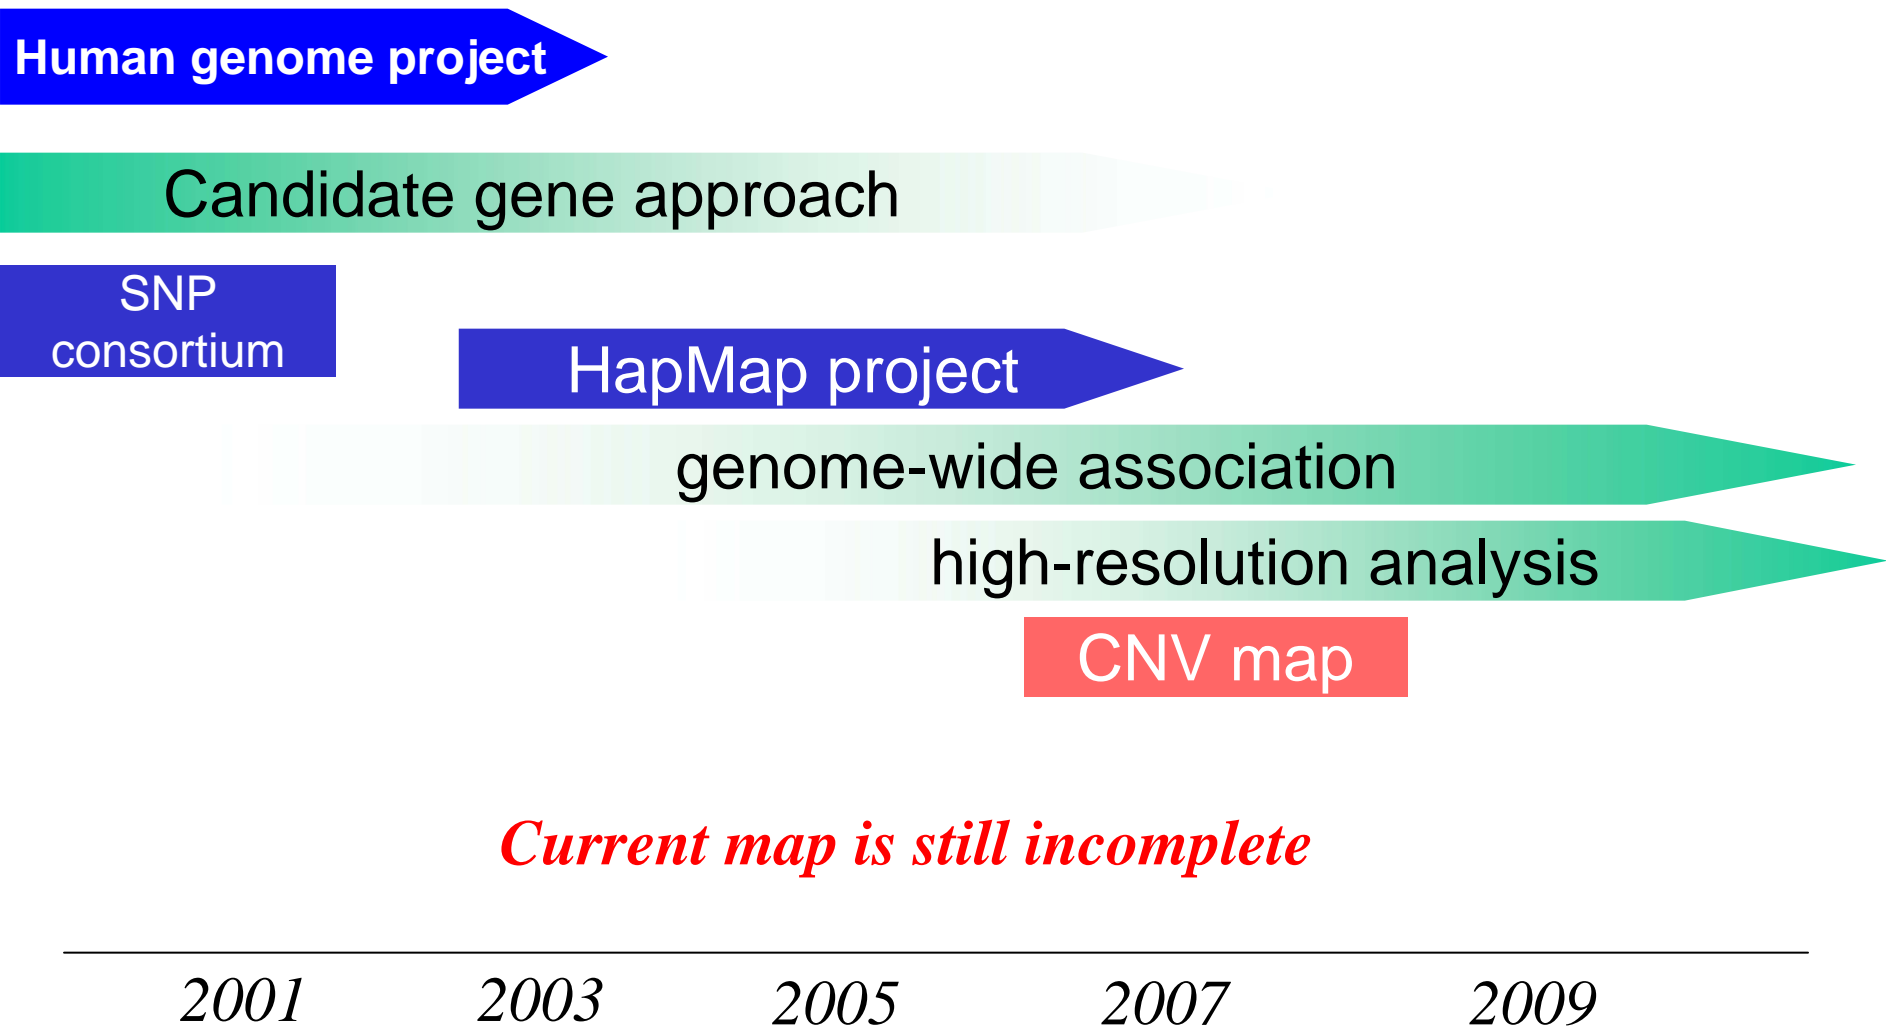 Human genome project
Candidate gene approach
SNP
consortium
HapMap project
genome-wide association
high-resolution analysis
CNV map
Current map is still incomplete
2001 2003 2005 2007 2009